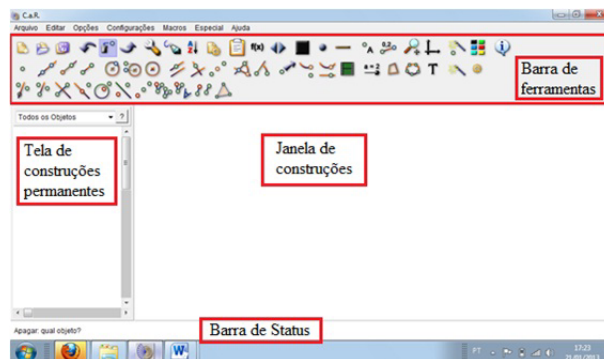 C.a.R.
Arquivo Editar Opções Configurações Macros Especial Ajuda
f(x)
T
Barra de
ferramentas
Todos os Objetos
?
Tela de
construções
permanentes
Janela de
construções
Apagar: qual objeto?
Barra de Status
W
PT
17:23